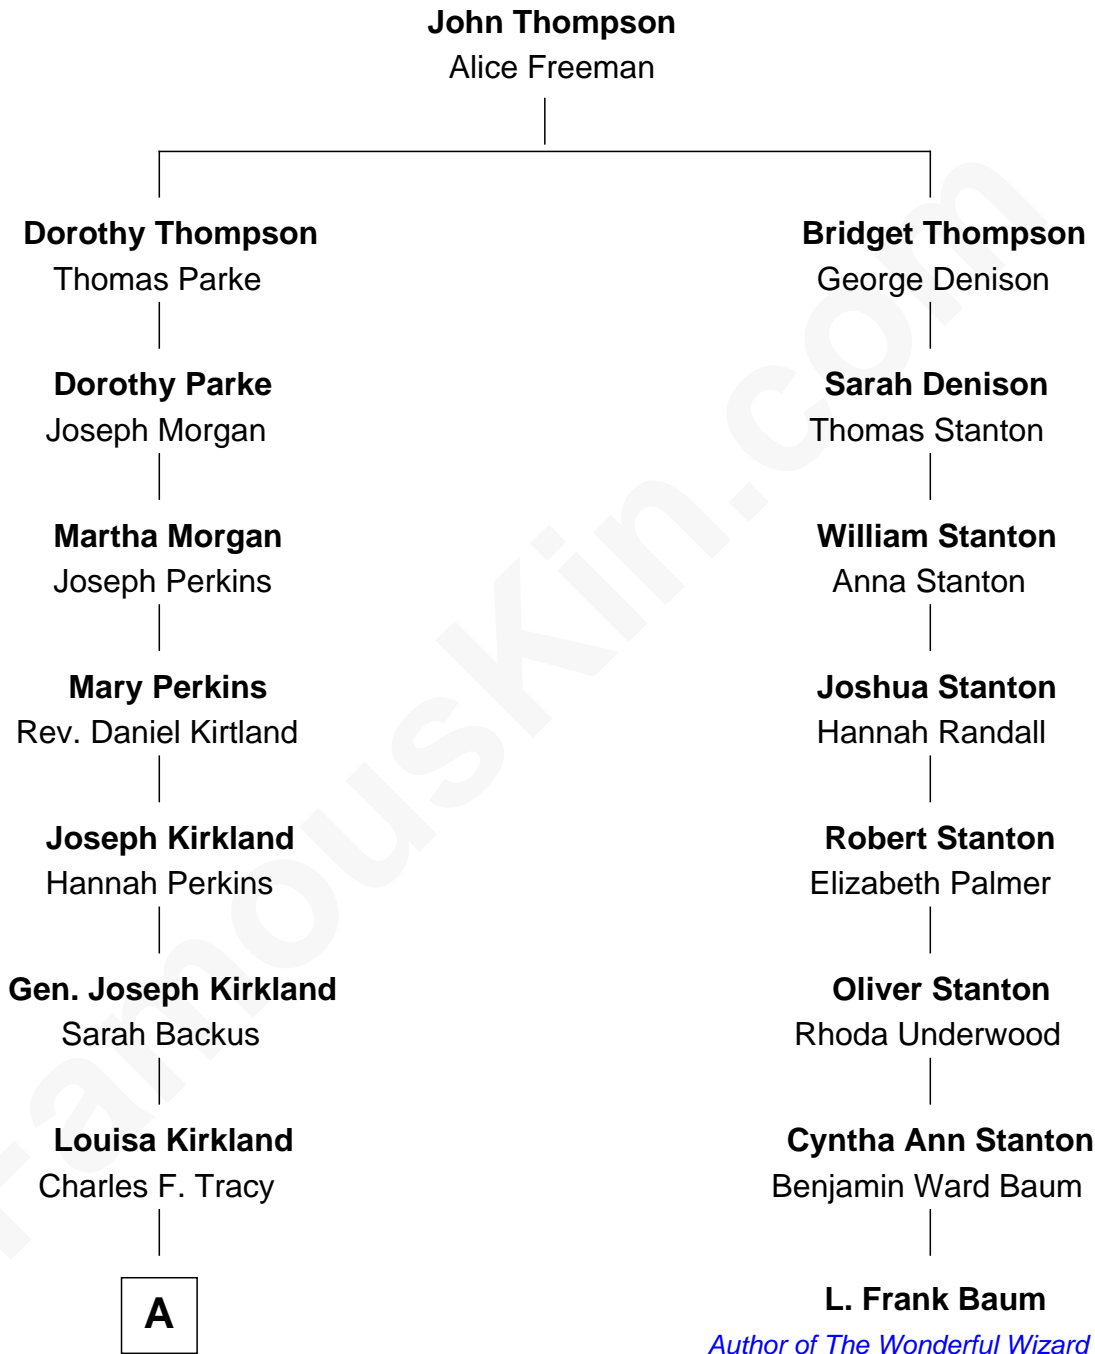 John Thompson
Alice Freeman
Dorothy Thompson
Thomas Parke
Bridget Thompson
George Denison
Dorothy Parke
Joseph Morgan
Sarah Denison
Thomas Stanton
Martha Morgan
Joseph Perkins
William Stanton
Anna Stanton
Mary Perkins
Rev. Daniel Kirtland
Joshua Stanton
Hannah Randall
Joseph Kirkland
Hannah Perkins
Robert Stanton
Elizabeth Palmer
Gen. Joseph Kirkland
Sarah Backus
Oliver Stanton
Rhoda Underwood
Louisa Kirkland
Charles F. Tracy
Cyntha Ann Stanton
Benjamin Ward Baum
A
L. Frank Baum
Author of The Wonderful Wizard
FamousKin.com